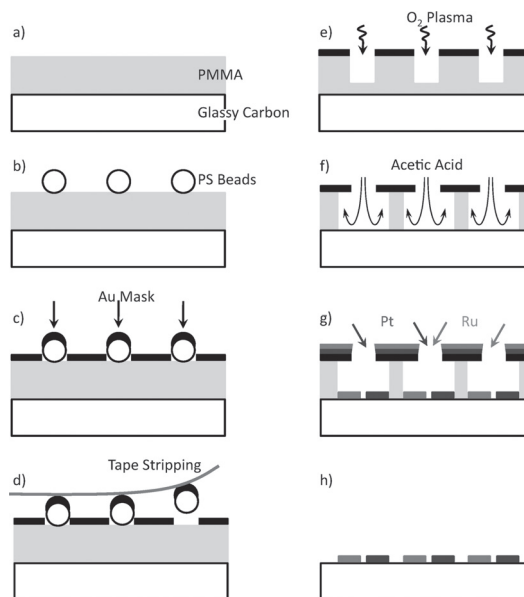 a)
PMMA
Glassy Carbon
b)
PS Beads
c)
Au Mask
d)
Tape Stripping
e)
O₂ Plasma
f)
Acetic Acid
g)
Pt
Ru
h)